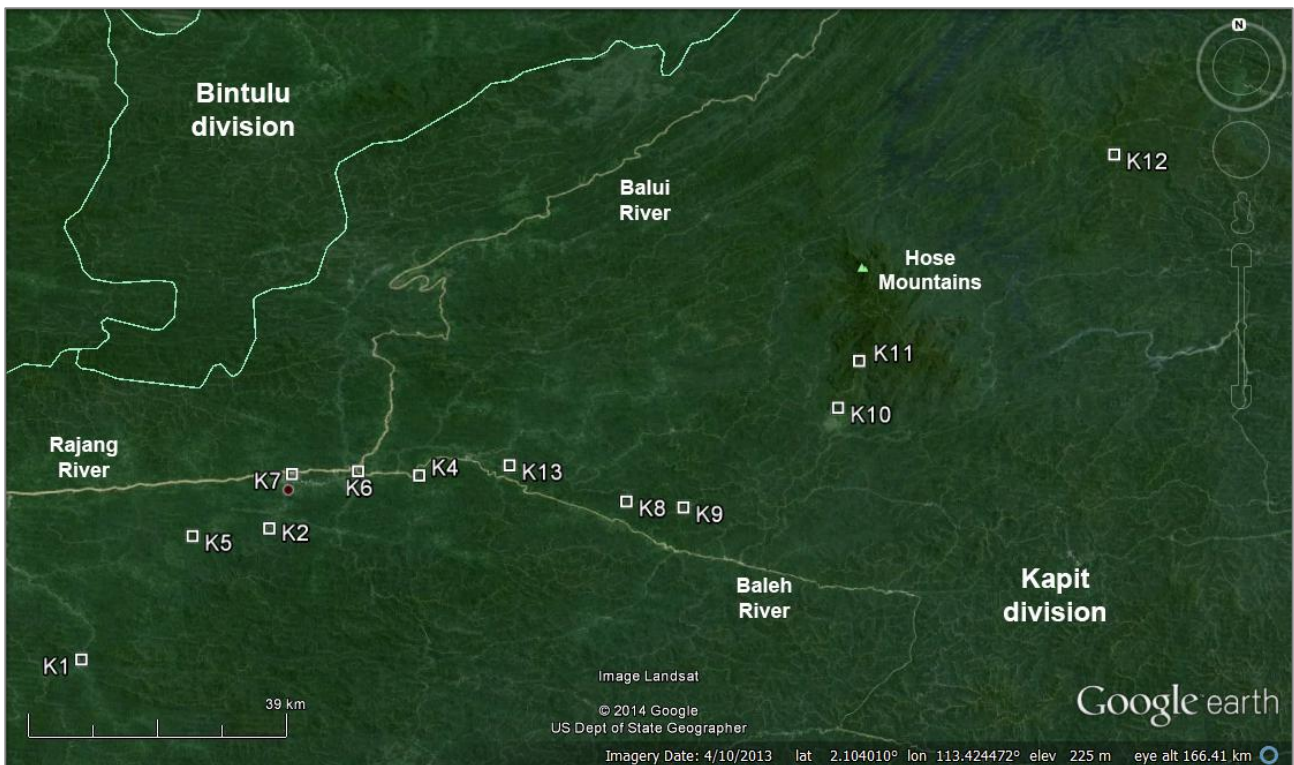 N
Bintulu
division
K12
Balui
River
Hose
Mountains
K11
K10
Rajang
River
K7
K6
K4
K13
K8
K9
K5
K2
Baleh
River
Kapit
division
K1
39 km
Image Landsat
© 2014 Google
US Dept of State Geographer
Google earth
Imagery Date: 4/10/2013 lat 2.104010° lon 113.424472° elev 225 m eye alt 166.41 km